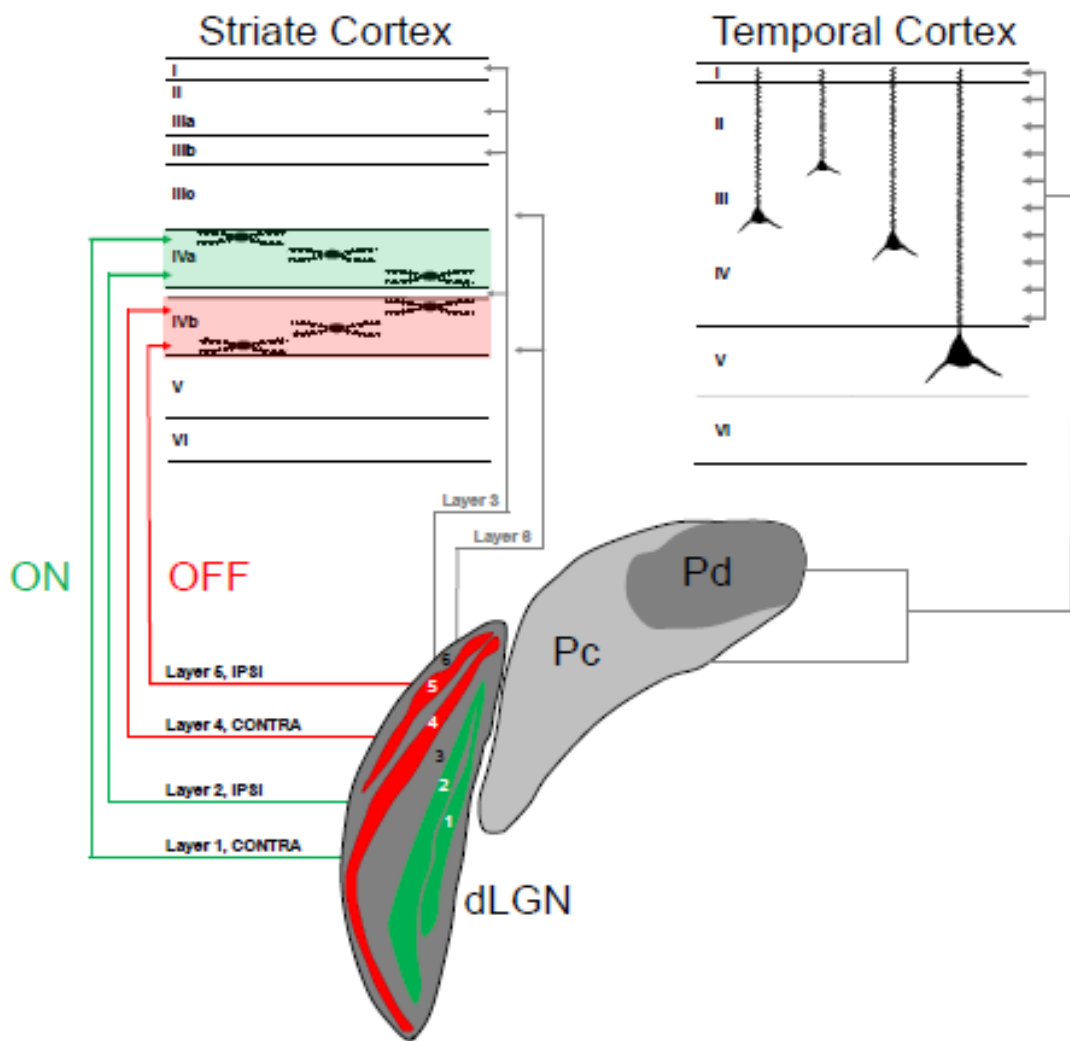 Striate Cortex
I
II
IIIa
IIIb
IIIc
IVa
IVb
V
VI
Temporal Cortex
I
II
III
IV
V
VI
Layer 3
Layer 6
ON
OFF
Pd
Pc
Layer 5, IPSI
Layer 4, CONTRA
Layer 2, IPSI
Layer 1, CONTRA
6
5
4
3
2
1
dLGN